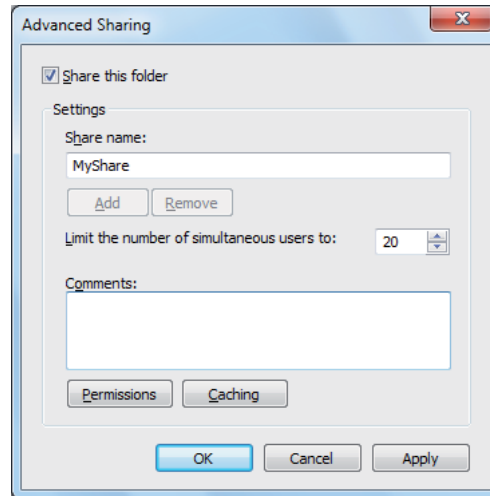 Advanced Sharing
Share this folder
Settings
Share name:
MyShare
Add Remove
Limit the number of simultaneous users to: 20
Comments:
Permissions Caching
OK Cancel Apply